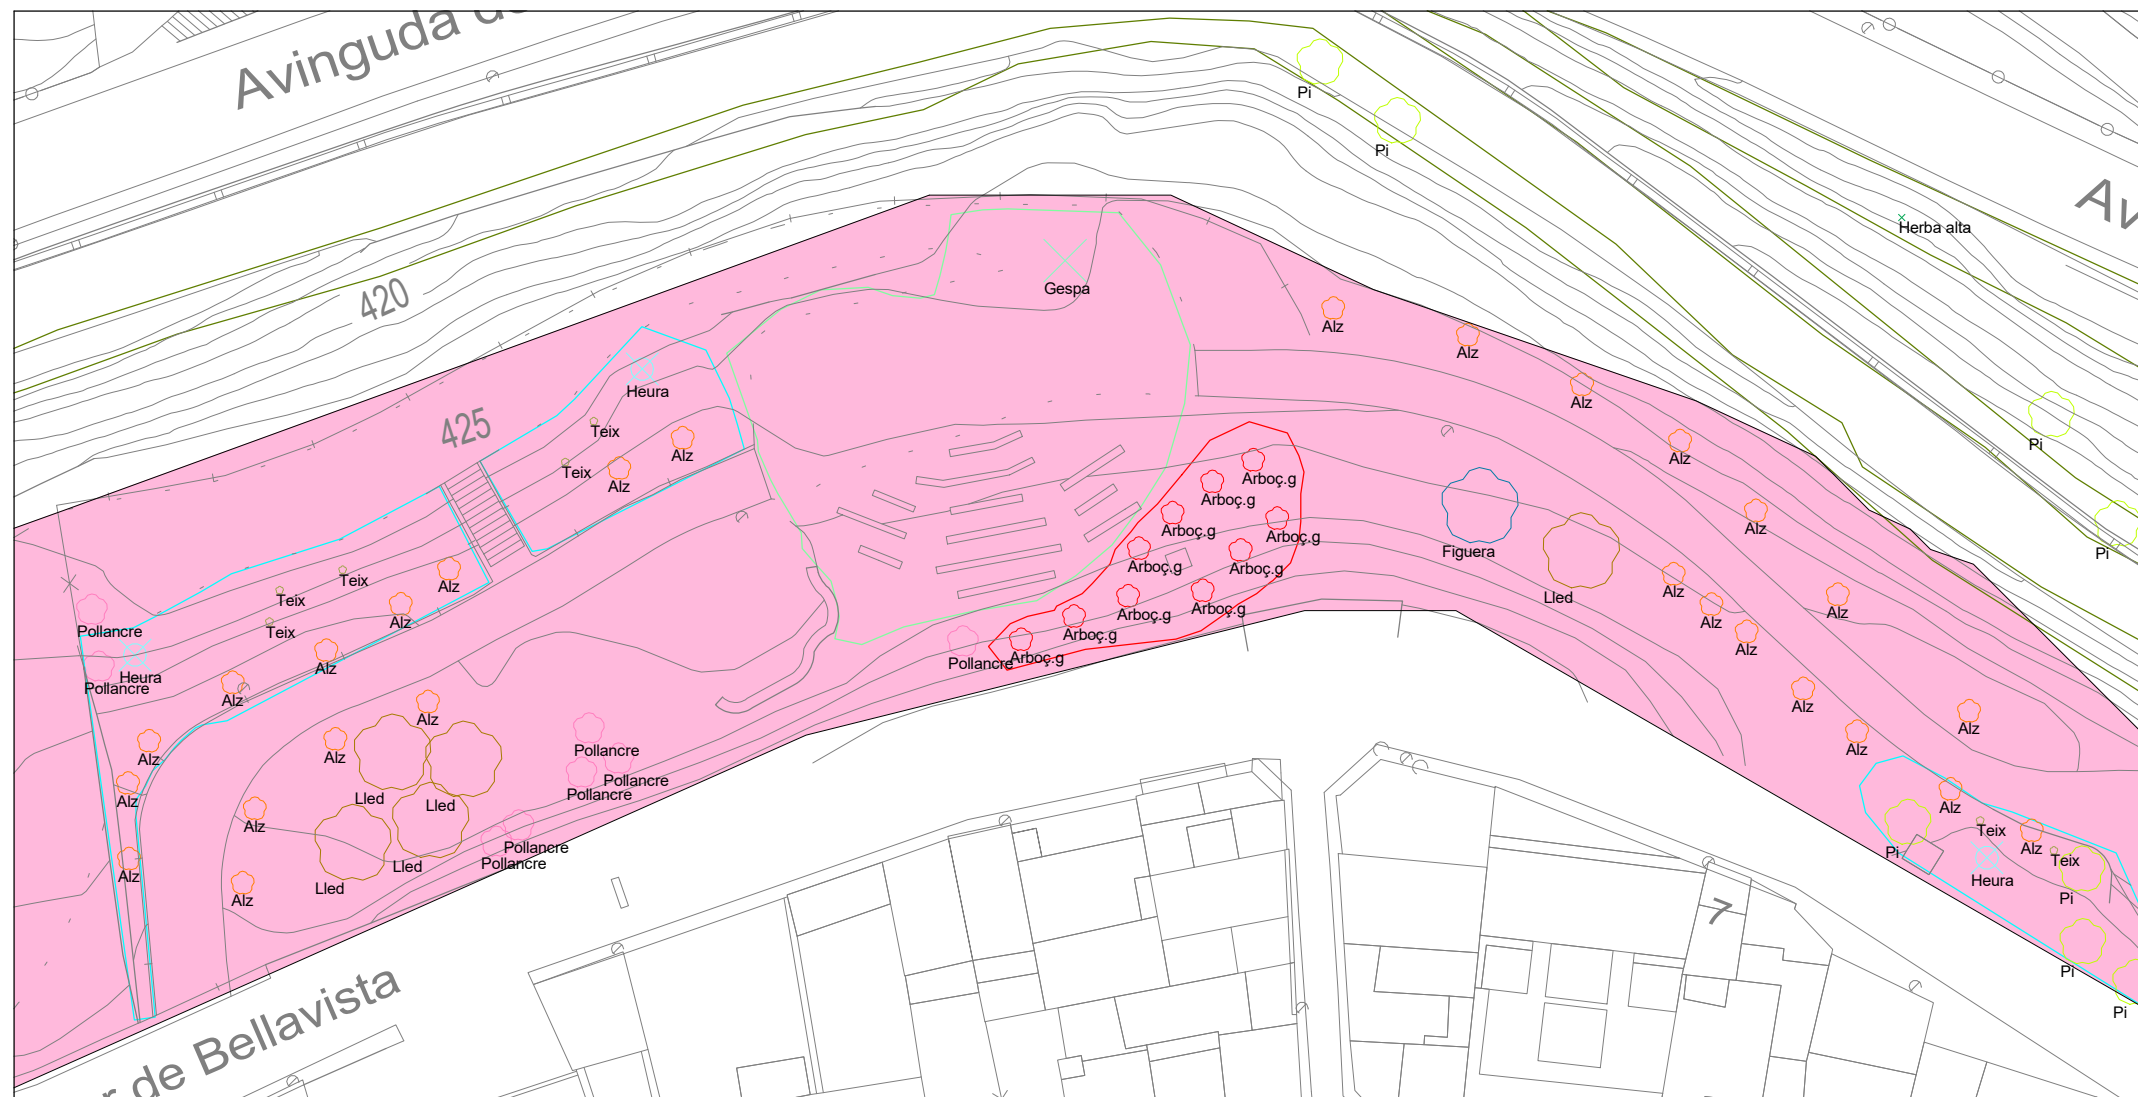 Avinguda de
Pi
Pi
Av
Herba alta
Gespa
420
Alz
Alz
Heura
Alz
425
Teix
Alz
Pi
Alz
Teix
Alz
Arboç.g
Arboç.g
Arboç.g
Arboç.g
Alz
Figuera
Pi
Arboç.g
Arboç.g
Teix
Alz
Teix
Lled
Alz
Arboç.g
Arboç.g
Alz
Alz
Teix
Pollancre
Arboç.g
Alz
Alz
Arboç.g
Pollancre
Alz
Heura
Pollancre
Alz
Alz
Alz
Alz
Pollancre
Alz
Alz
Alz
Pollancre
Pollancre
Lled
Lled
Alz
Alz
Teix
Pollancre
Alz
Pi
Pollancre
Lled
Teix
Alz
Lled
Heura
Alz
Pi
7
Pi
r de Bellavista
Pi